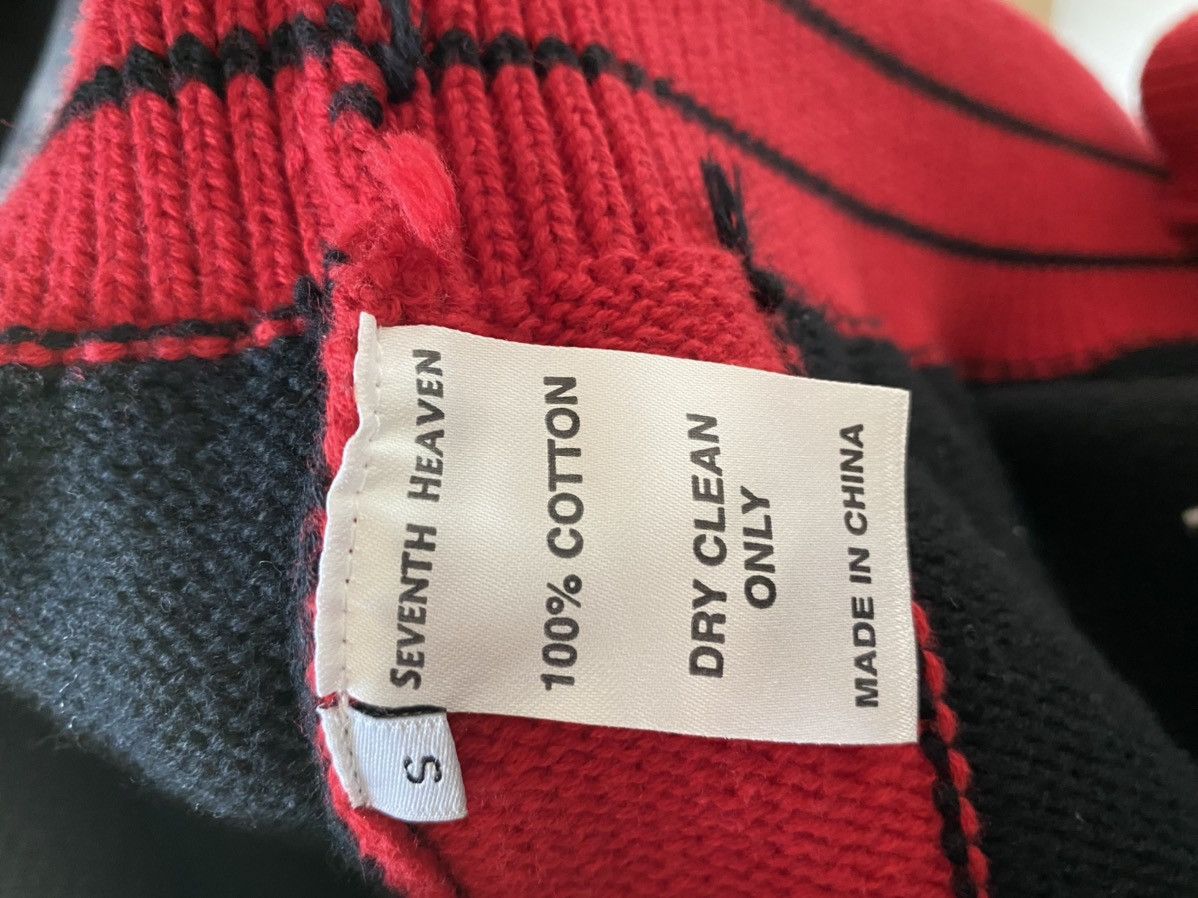 SEVENTH HEAVEN
100% COTTON
DRY CLEAN
ONLY
MADE IN CHINA
S